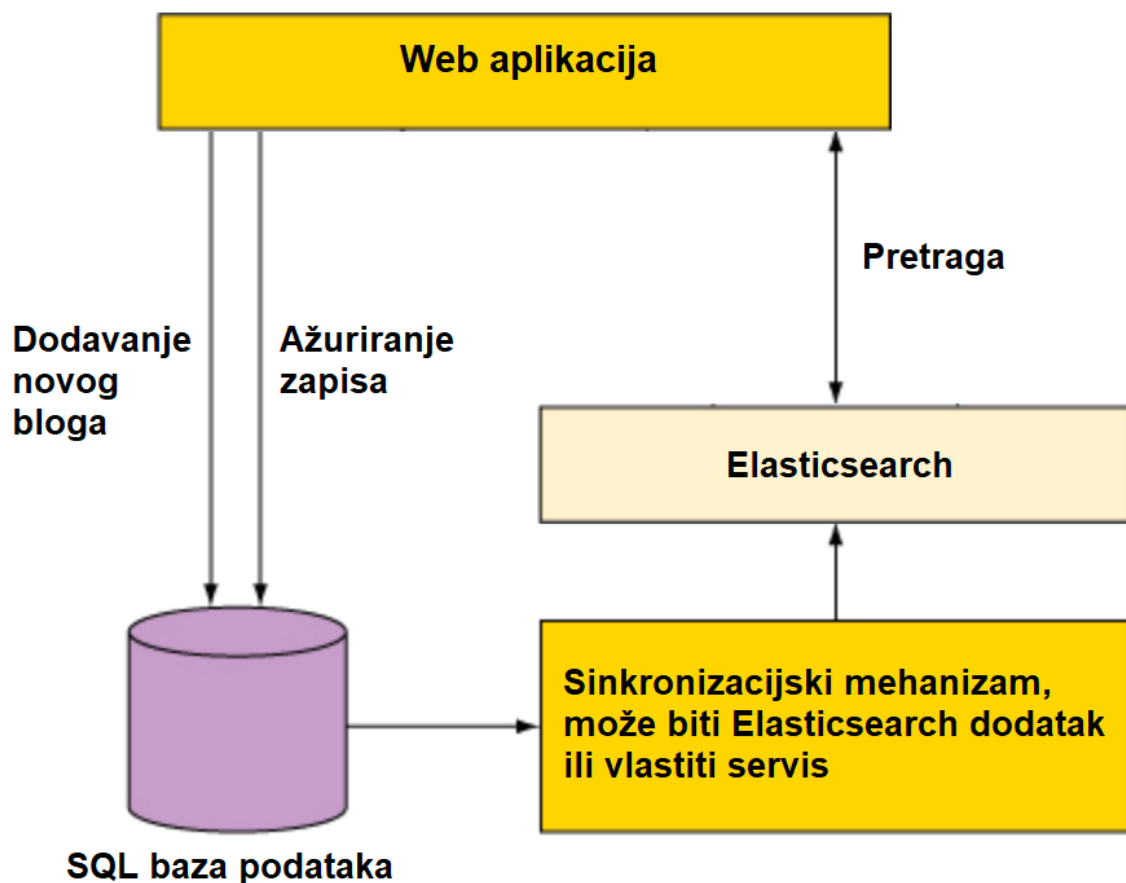 Web aplikacija
Pretraga
Dodavanje
novog
bloga
Ažuriranje
zapisa
Elasticsearch
Sinkronizacijski mehanizam,
može biti Elasticsearch dodatak
ili vlastiti servis
SQL baza podataka